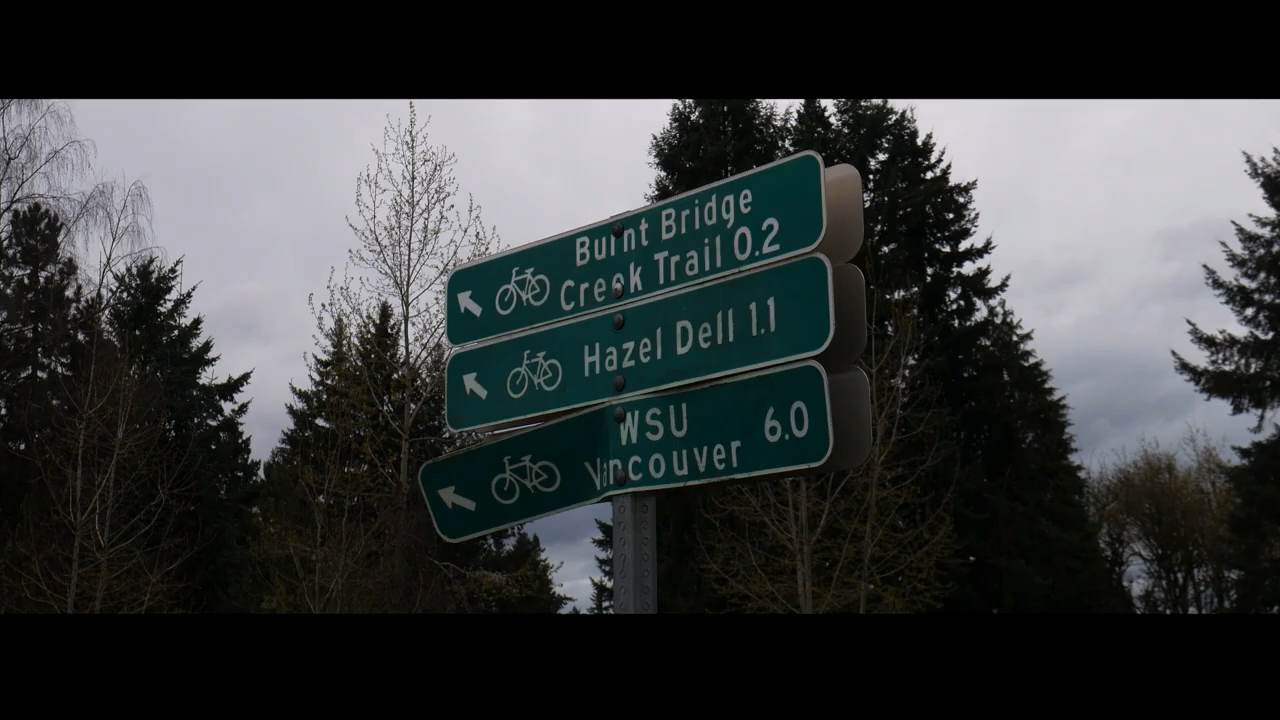 Burnt Bridge
Creek Trail 0.2
Hazel Dell 1.1
WSU 6.0
Vancouver